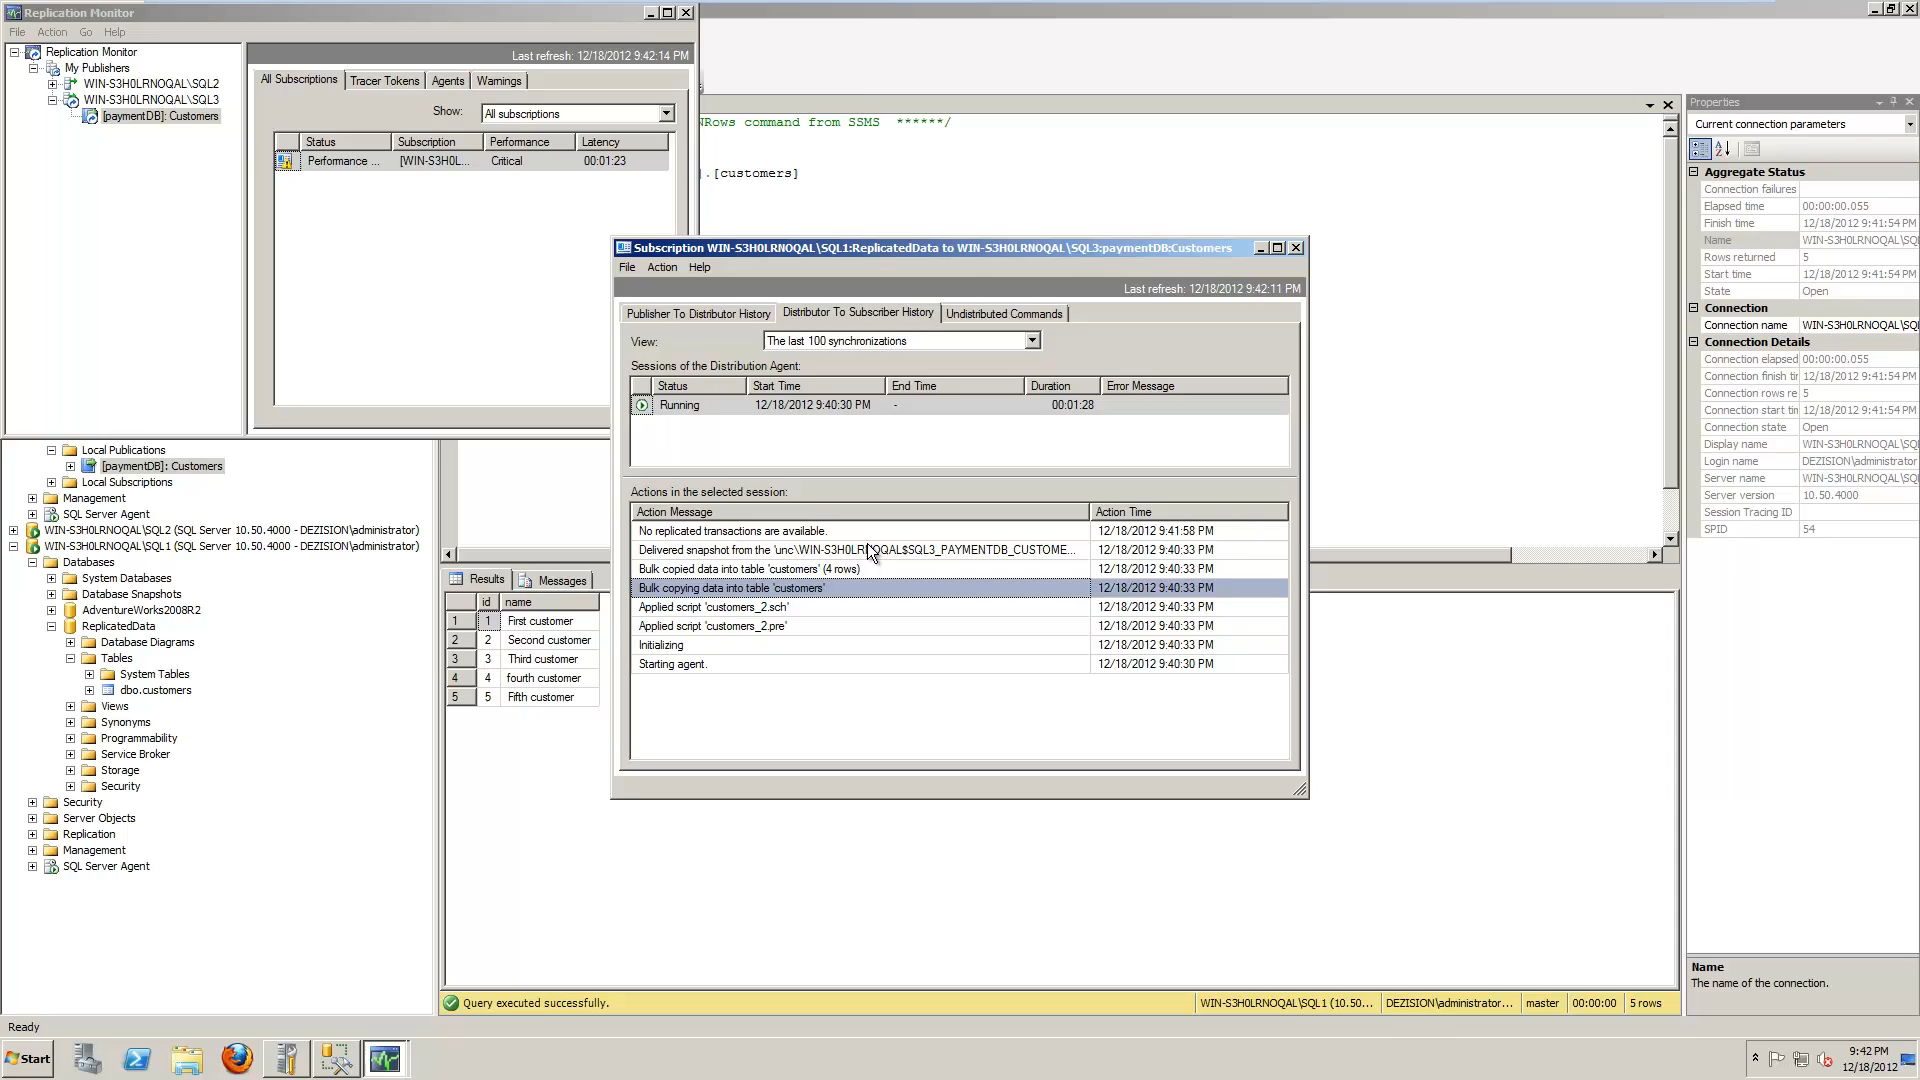 Replication Monitor
File Action Go Help
Replication Monitor
My Publishers
WIN-S3H0LRNOQAL\SQL2
WIN-S3H0LRNOQAL\SQL3
[paymentDB]: Customers
Last refresh: 12/18/2012 9:42:14 PM
All Subscriptions Tracer Tokens Agents Warnings
Show: All subscriptions
Status Subscription Performance Latency
Performance ... [WIN-S3H0L... Critical 00:01:23
NRows command from SSMS ******/
].[customers]
Subscription WIN-S3H0LRNOQAL\SQL1:ReplicatedData to WIN-S3H0LRNOQAL\SQL3:paymentDB:Customers
File Action Help
Last refresh: 12/18/2012 9:42:11 PM
Publisher To Distributor History Distributor To Subscriber History Undistributed Commands
View: The last 100 synchronizations
Sessions of the Distribution Agent:
Status Start Time End Time Duration Error Message
Running 12/18/2012 9:40:30 PM - 00:01:28
Actions in the selected session:
Action Message Action Time
No replicated transactions are available. 12/18/2012 9:41:58 PM
Delivered snapshot from the 'unc\WIN-S3H0LRNOQAL$SQL3_PAYMENTDB_CUSTOME... 12/18/2012 9:40:33 PM
Bulk copied data into table 'customers' (4 rows) 12/18/2012 9:40:33 PM
Bulk copying data into table 'customers' 12/18/2012 9:40:33 PM
Applied script 'customers_2.sch' 12/18/2012 9:40:33 PM
Applied script 'customers_2.pre' 12/18/2012 9:40:33 PM
Initializing 12/18/2012 9:40:33 PM
Starting agent. 12/18/2012 9:40:30 PM
Local Publications
[paymentDB]: Customers
Local Subscriptions
Management
SQL Server Agent
WIN-S3H0LRNOQAL\SQL2 (SQL Server 10.50.4000 - DEZISION\administrator)
WIN-S3H0LRNOQAL\SQL1 (SQL Server 10.50.4000 - DEZISION\administrator)
Databases
System Databases
Database Snapshots
AdventureWorks2008R2
ReplicatedData
Database Diagrams
Tables
System Tables
dbo.customers
Views
Synonyms
Programmability
Service Broker
Storage
Security
Security
Server Objects
Replication
Management
SQL Server Agent
Results Messages
id name
1 1 First customer
2 2 Second customer
3 3 Third customer
4 4 fourth customer
5 5 Fifth customer
Query executed successfully. WIN-S3H0LRNOQAL\SQL1 (10.50... DEZISION\administrator... master 00:00:00 5 rows
Properties
Current connection parameters
Aggregate Status
Connection failures
Elapsed time 00:00:00.055
Finish time 12/18/2012 9:41:54 PM
Name WIN-S3H0LRNOQAL\SQ
Rows returned 5
Start time 12/18/2012 9:41:54 PM
State Open
Connection
Connection name WIN-S3H0LRNOQAL\SQ
Connection Details
Connection elapsed 00:00:00.055
Connection finish ti 12/18/2012 9:41:54 PM
Connection rows re 5
Connection start tin 12/18/2012 9:41:54 PM
Connection state Open
Display name WIN-S3H0LRNOQAL\SQ
Login name DEZISION\administrator
Server name WIN-S3H0LRNOQAL\SQ
Server version 10.50.4000
Session Tracing ID
SPID 54
Name
The name of the connection.
Ready
Start
9:42 PM
12/18/2012